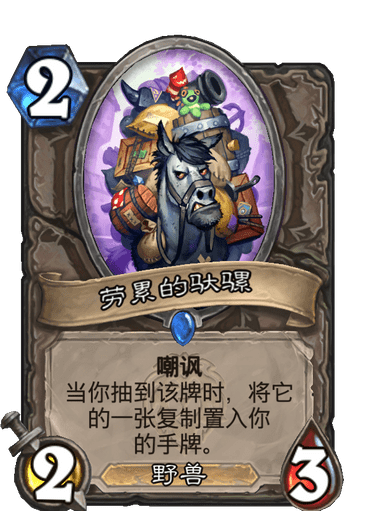 2
劳累的驮骡
嘲讽
当你抽到该牌时，将它
的一张复制置入你
的手牌。
野兽
2
3